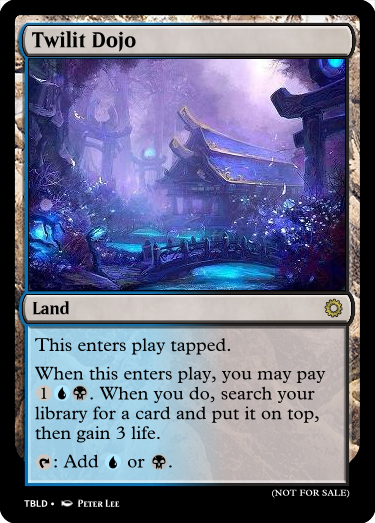 Twilit Dojo
Land
This enters play tapped.
When this enters play, you may pay
1. When you do, search your
library for a card and put it on top,
then gain 3 life.
: Add or .
(NOT FOR SALE)
TBLD • Peter Lee